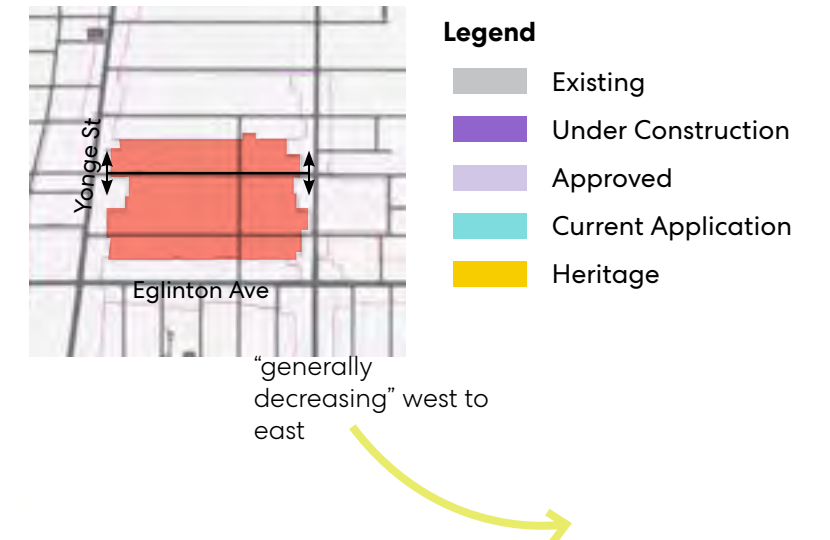 Yonge St
Eglinton Ave
Legend
Existing
Under Construction
Approved
Current Application
Heritage
“generally
decreasing” west to
east